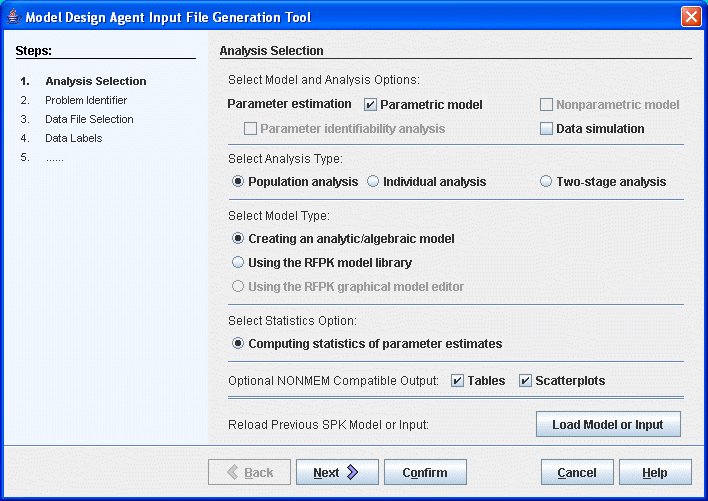 Model Design Agent Input File Generation Tool
Steps:
1. Analysis Selection
2. Problem Identifier
3. Data File Selection
4. Data Labels
5. ......
Analysis Selection
Select Model and Analysis Options:
Parameter estimation Parametric model Nonparametric model
Parameter identifiability analysis Data simulation
Select Analysis Type:
Population analysis Individual analysis Two-stage analysis
Select Model Type:
Creating an analytic/algebraic model
Using the RFPK model library
Using the RFPK graphical model editor
Select Statistics Option:
Computing statistics of parameter estimates
Optional NONMEM Compatible Output: Tables Scatterplots
Reload Previous SPK Model or Input: Load Model or Input
Back Next Confirm Cancel Help